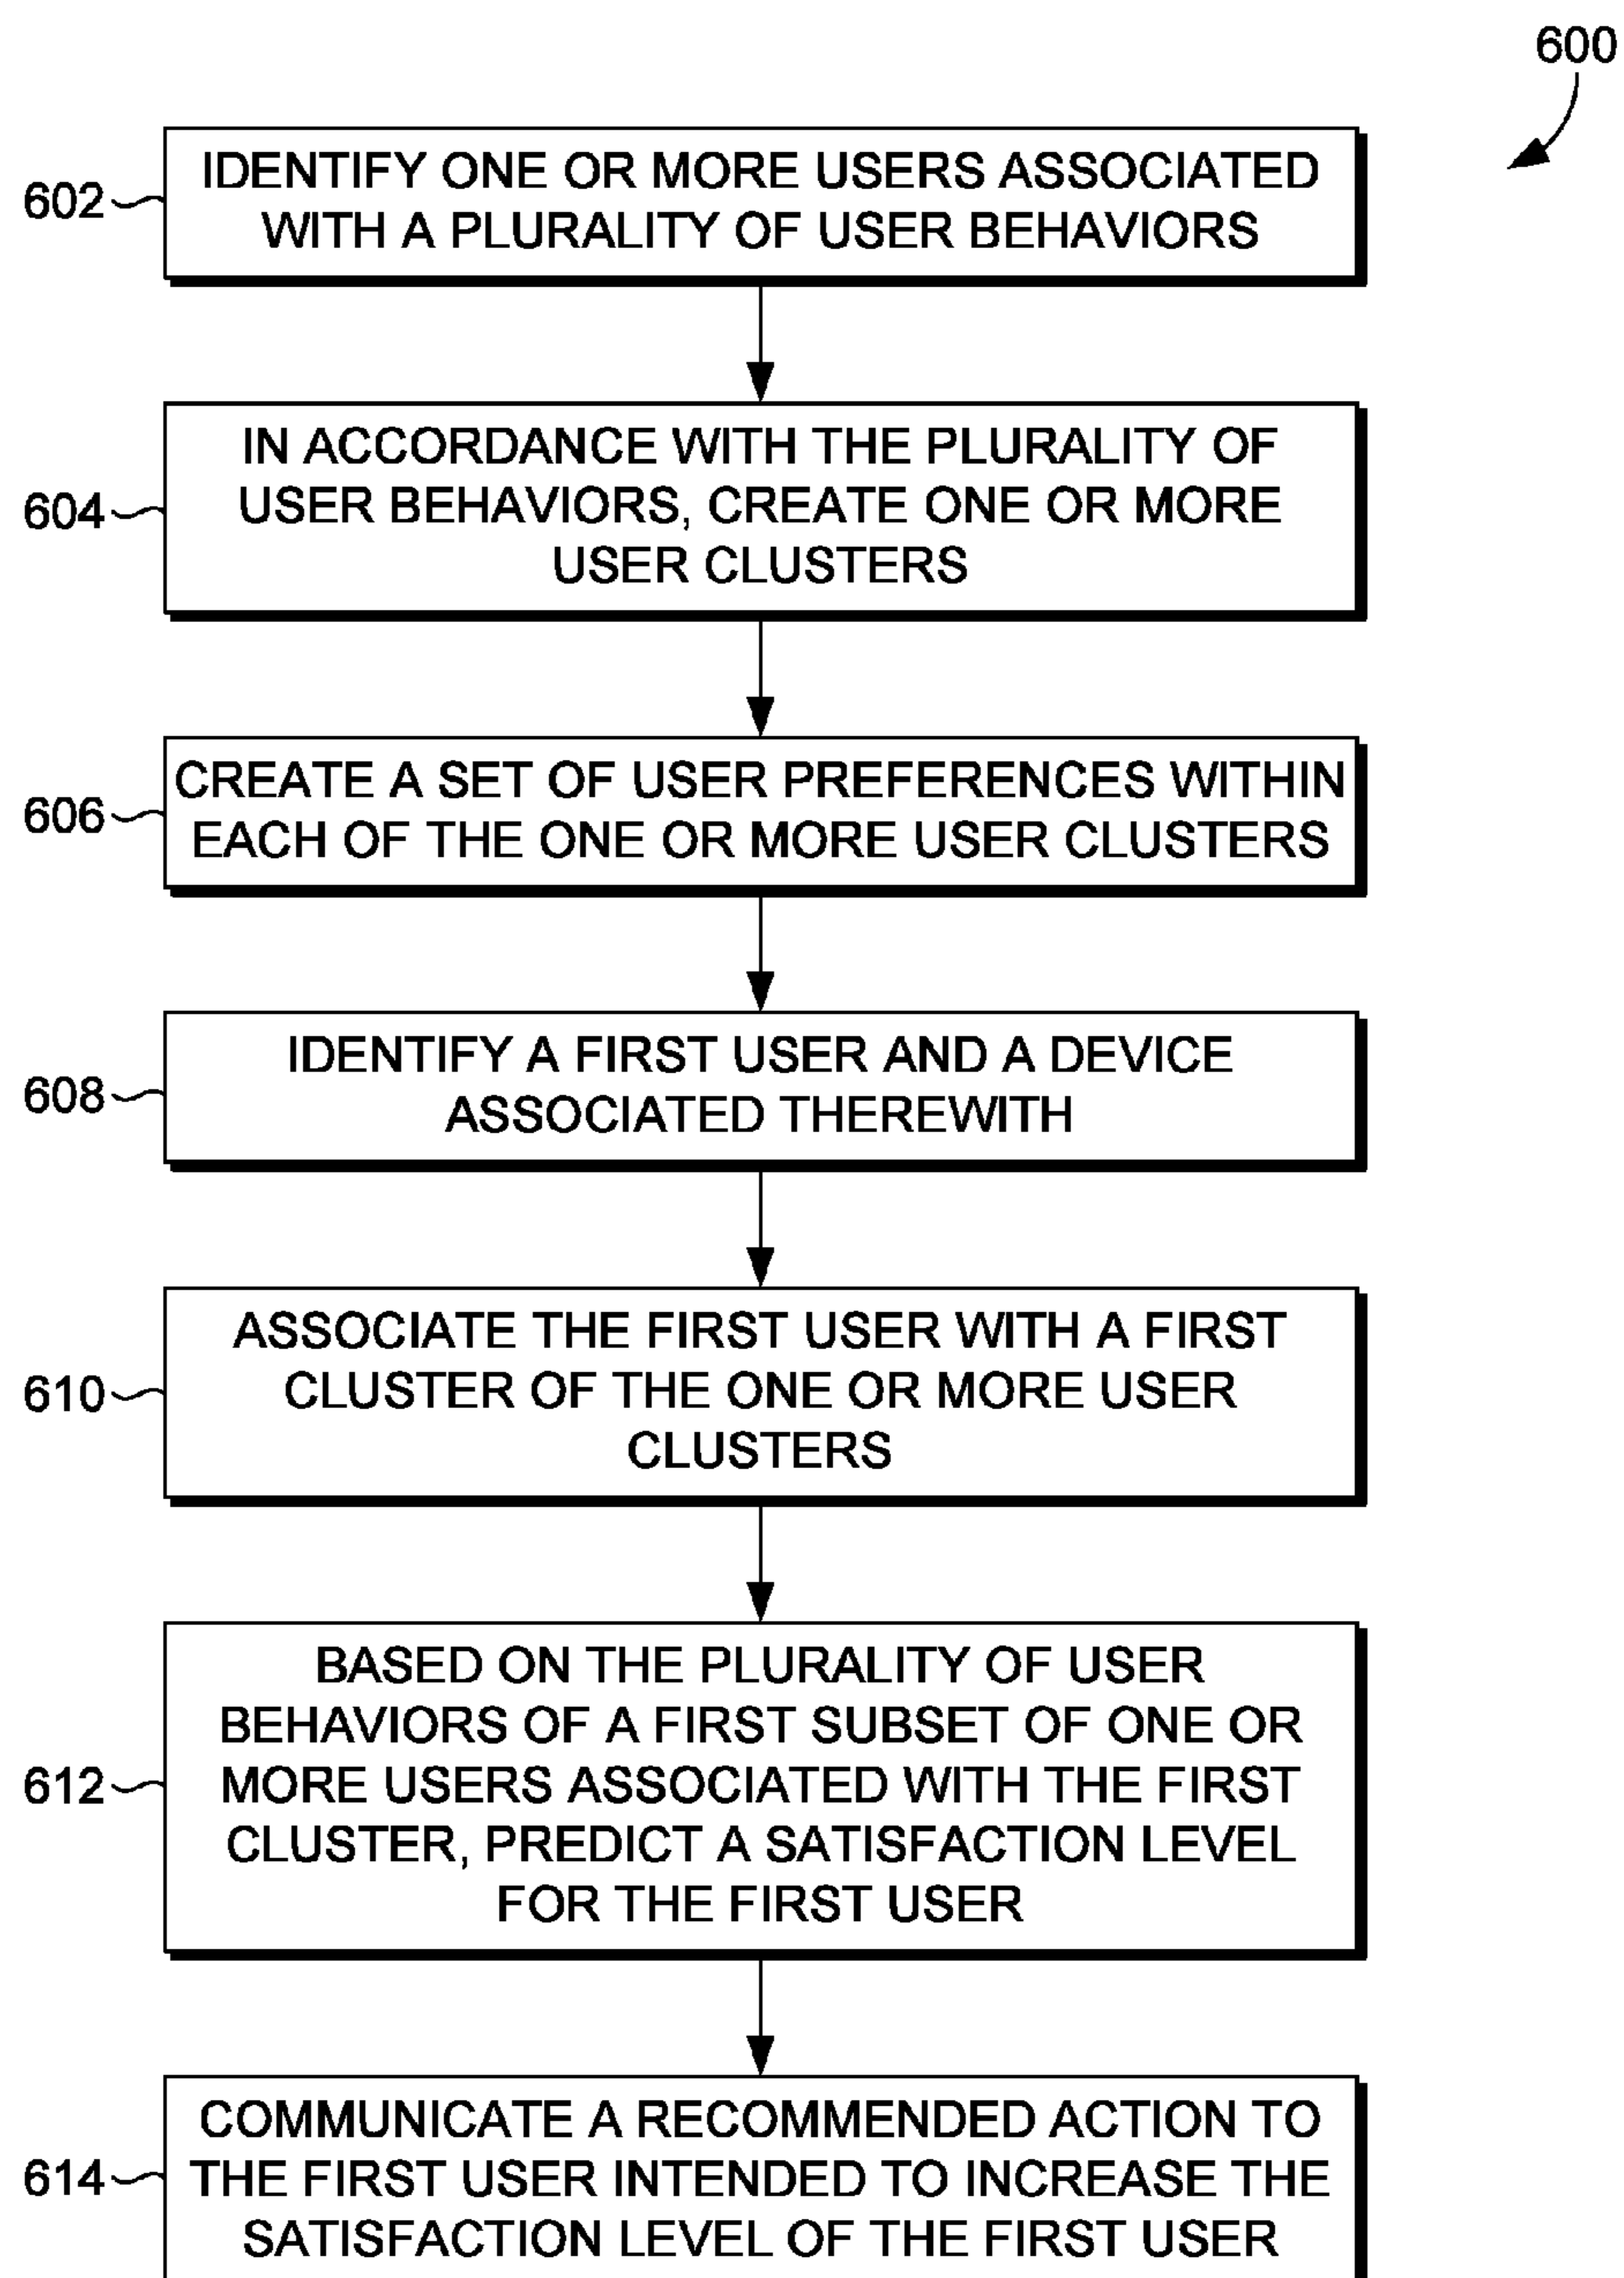 600
602
IDENTIFY ONE OR MORE USERS ASSOCIATED
WITH A PLURALITY OF USER BEHAVIORS
604
IN ACCORDANCE WITH THE PLURALITY OF
USER BEHAVIORS, CREATE ONE OR MORE
USER CLUSTERS
606
CREATE A SET OF USER PREFERENCES WITHIN
EACH OF THE ONE OR MORE USER CLUSTERS
608
IDENTIFY A FIRST USER AND A DEVICE
ASSOCIATED THEREWITH
610
ASSOCIATE THE FIRST USER WITH A FIRST
CLUSTER OF THE ONE OR MORE USER
CLUSTERS
612
BASED ON THE PLURALITY OF USER
BEHAVIORS OF A FIRST SUBSET OF ONE OR
MORE USERS ASSOCIATED WITH THE FIRST
CLUSTER, PREDICT A SATISFACTION LEVEL
FOR THE FIRST USER
614
COMMUNICATE A RECOMMENDED ACTION TO
THE FIRST USER INTENDED TO INCREASE THE
SATISFACTION LEVEL OF THE FIRST USER